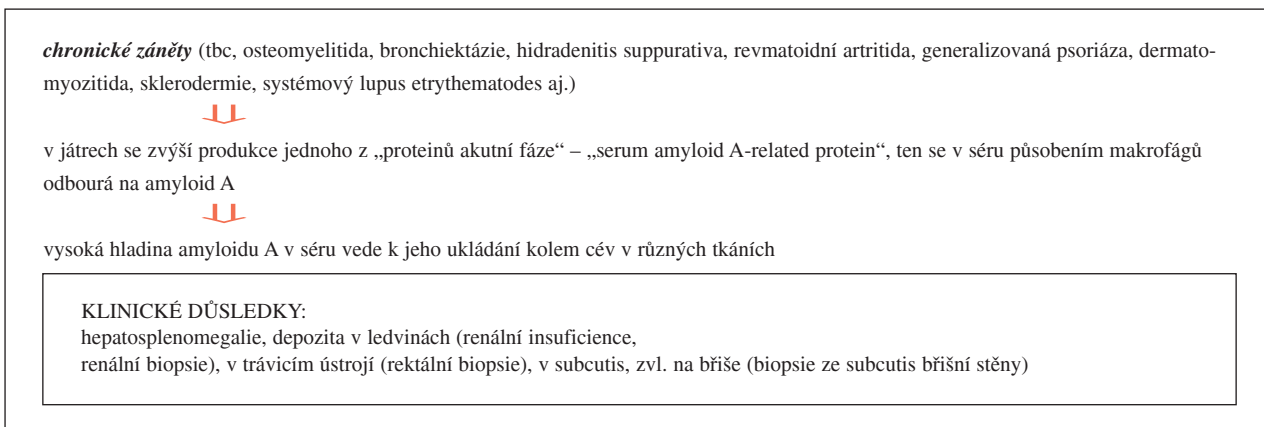 chronické záněty (tbc, osteomyelitida, bronchiektázie, hidradenitis suppurativa, revmatoidní artritida, generalizovaná psoriáza, dermato-
myozitida, sklerodermie, systémový lupus etrythematodes aj.)
v játrech se zvýší produkce jednoho z „proteinů akutní fáze“ – „serum amyloid A-related protein“, ten se v séru působením makrofágů
odbourá na amyloid A
vysoká hladina amyloidu A v séru vede k jeho ukládání kolem cév v různých tkáních
KLINICKÉ DŮSLEDKY:
hepatosplenomegalie, depozita v ledvinách (renální insuficience,
renální biopsie), v trávicím ústrojí (rektální biopsie), v subcutis, zvl. na břiše (biopsie ze subcutis břišní stěny)